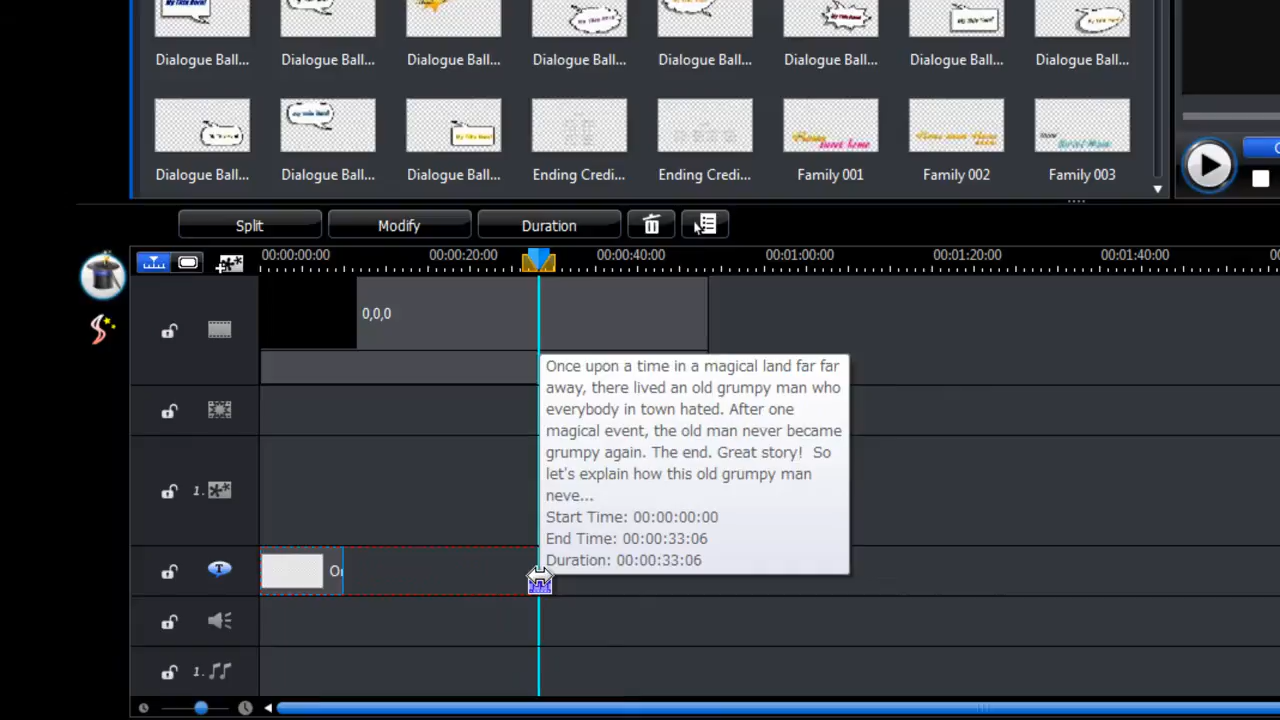 My Title Here!
Dialogue Ball...
Dialogue Ball...
Dialogue Ball...
Dialogue Ball...
Dialogue Ball...
Dialogue Ball...
Dialogue Ball...
Dialogue Ball...
Dialogue Ball...
Dialogue Ball...
Dialogue Ball...
Ending Credi...
Ending Credi...
Family 001
Family 002
Family 003
Split
Modify
Duration
00:00:00:00
00:00:20:00
00:00:40:00
00:01:00:00
00:01:20:00
00:01:40:00
0,0,0
Once upon a time in a magical land far far
away, there lived an old grumpy man who
everybody in town hated. After one
magical event, the old man never became
grumpy again. The end. Great story!  So
let's explain how this old grumpy man
neve...
Start Time: 00:00:00:00
End Time: 00:00:33:06
Duration: 00:00:33:06
1.
T
1.